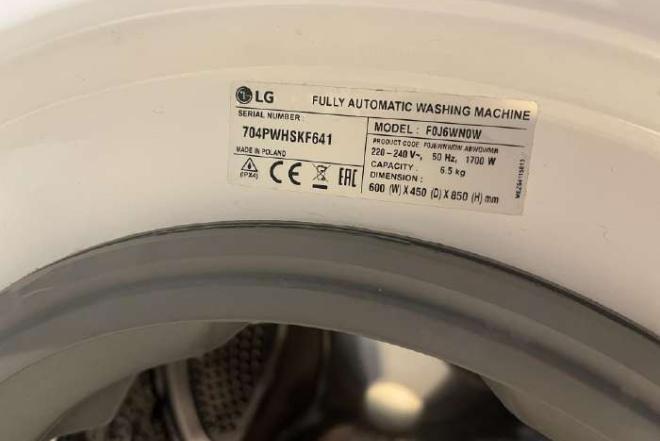 LG FULLY AUTOMATIC WASHING MACHINE
SERIAL NUMBER :
704PWHSKF641
MADE IN POLAND
(IPX4) CE EAC
MODEL : F0J6WN0W
PRODUCT CODE F0J6WN0W
220-240 V~, 50 Hz, 1700 W
CAPACITY : 6.5 kg
DIMENSION :
600 (W) X 450 (D) X 850 (H) mm